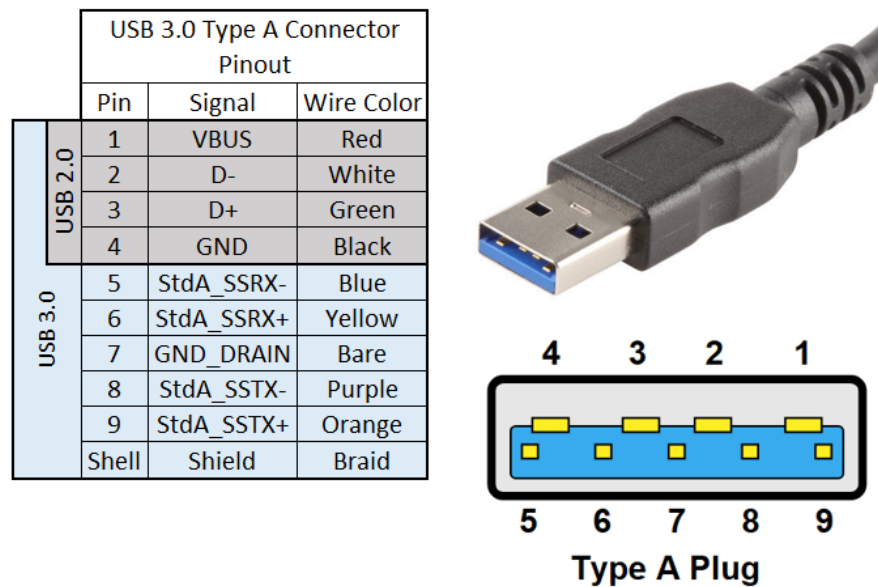 USB 3.0 Type A Connector
Pinout
Pin Signal Wire Color
USB 2.0
1 VBUS Red
2 D- White
3 D+ Green
4 GND Black
USB 3.0
5 StdA_SSRX- Blue
6 StdA_SSRX+ Yellow
7 GND_DRAIN Bare
8 StdA_SSTX- Purple
9 StdA_SSTX+ Orange
Shell Shield Braid
4 3 2 1
5 6 7 8 9
Type A Plug